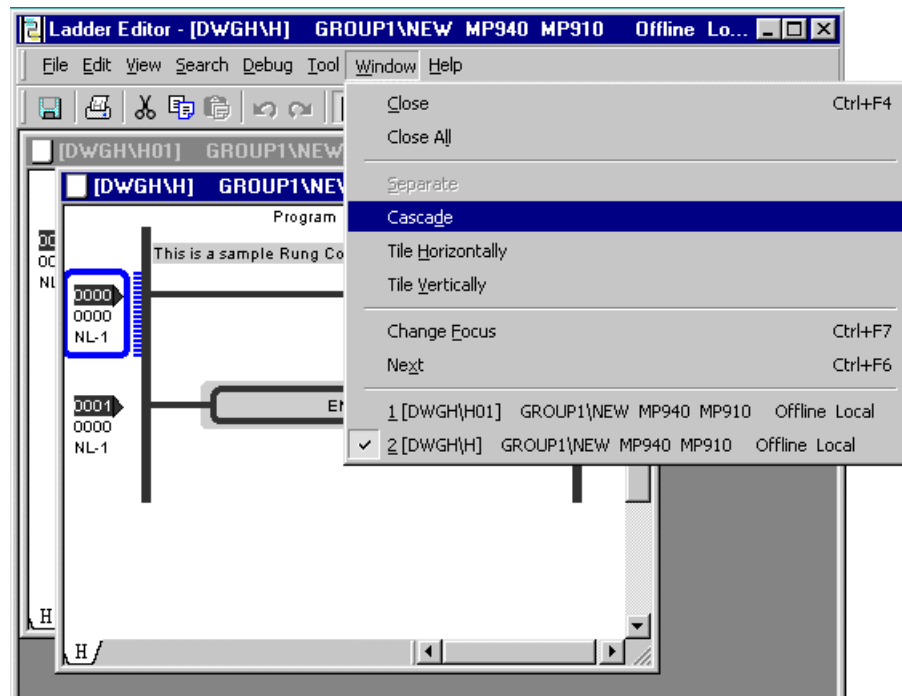 Ladder Editor - [DWGH\H] GROUP1\NEW MP940 MP910 Offline Lo...
File Edit View Search Debug Tool Window Help
Close Ctrl+F4
Close All
Separate
Cascade
Tile Horizontally
Tile Vertically
Change Focus Ctrl+F7
Next Ctrl+F6
1 [DWGH\H01] GROUP1\NEW MP940 MP910 Offline Local
2 [DWGH\H] GROUP1\NEW MP940 MP910 Offline Local
[DWGH\H01] GROUP1\NEW
[DWGH\H] GROUP1\NE
Program
This is a sample Rung Co
0000
0000
NL-1
0001
0000
NL-1
H
H